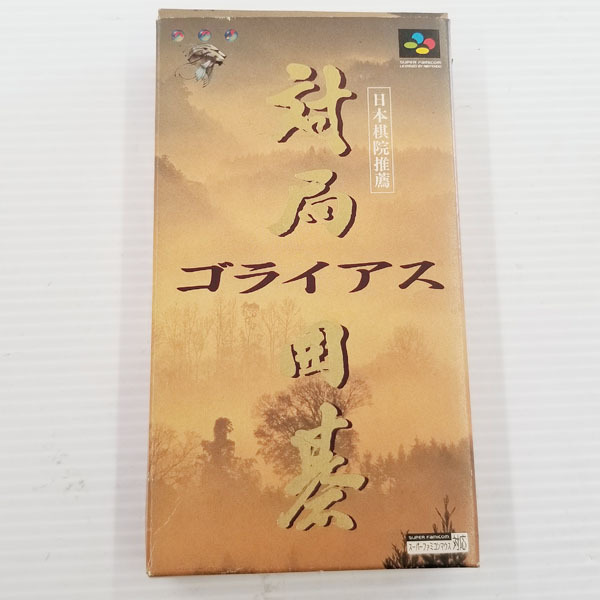 SUPER FAMICOM
LICENSED BY NINTENDO
日本棋院推薦
対局
囲碁
ゴライアス
SUPER FAMICOM
スーパーファミコンマウス対応